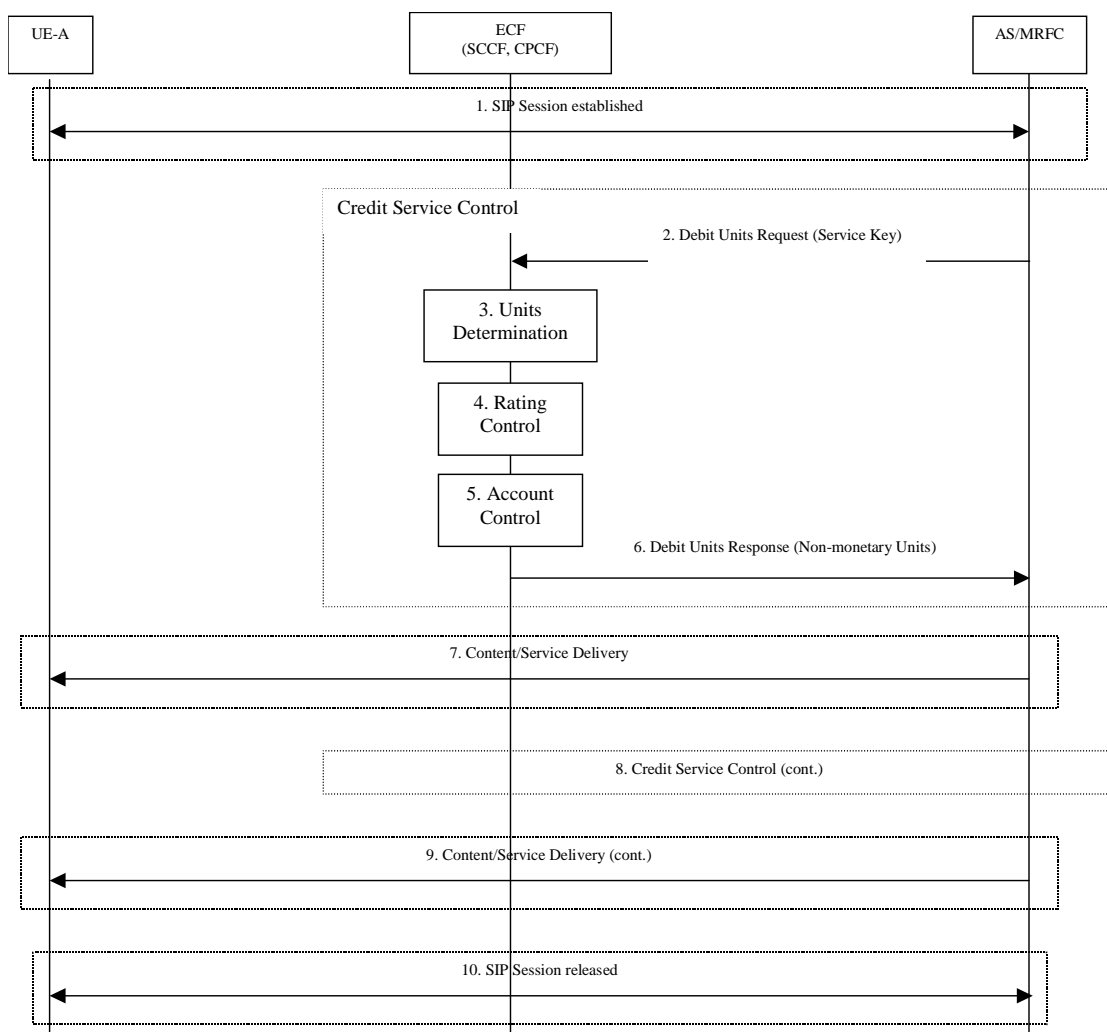 UE-A
ECF
(SCCF, CPCF)
AS/MRFC
1. SIP Session established
Credit Service Control
2. Debit Units Request (Service Key)
3. Units
Determination
4. Rating
Control
5. Account
Control
6. Debit Units Response (Non-monetary Units)
7. Content/Service Delivery
8. Credit Service Control (cont.)
9. Content/Service Delivery (cont.)
10. SIP Session released